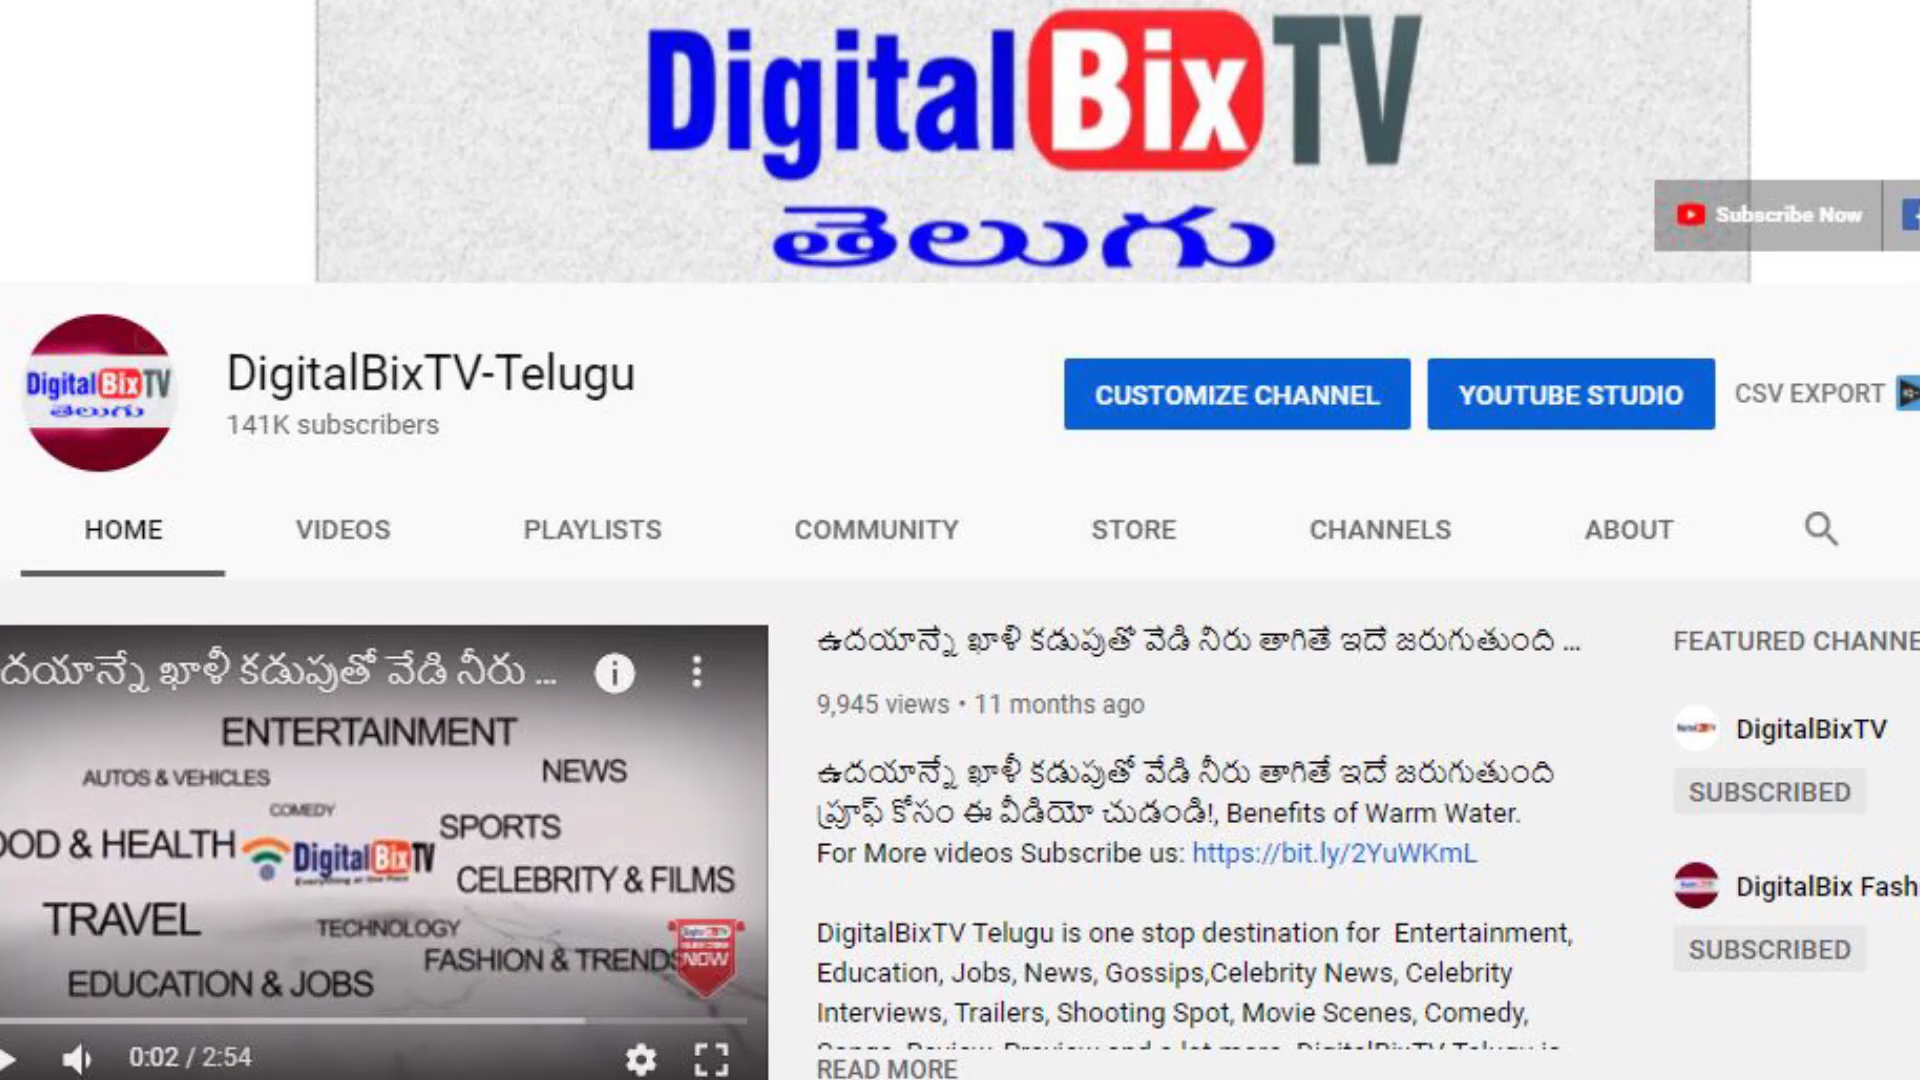 DigitalBixTV
తెలుగు
Subscribe Now
DigitalBixTV
తెలుగు
DigitalBixTV-Telugu
141K subscribers
CUSTOMIZE CHANNEL
YOUTUBE STUDIO
CSV EXPORT
HOME
VIDEOS
PLAYLISTS
COMMUNITY
STORE
CHANNELS
ABOUT
దయాన్నే ఖాళీ కడుపుతో వేడి నీరు ...
ENTERTAINMENT
AUTOS & VEHICLES
NEWS
COMEDY
SPORTS
OOD & HEALTH
DigitalBixTV
Everything at One Place
CELEBRITY & FILMS
TRAVEL
TECHNOLOGY
FASHION & TRENDS
NOW
EDUCATION & JOBS
0:02 / 2:54
ఉదయాన్నే ఖాళీ కడుపుతో వేడి నీరు తాగితే ఇదే జరుగుతుంది ...
9,945 views • 11 months ago
ఉదయాన్నే ఖాళీ కడుపుతో వేడి నీరు తాగితే ఇదే జరుగుతుంది
ప్రూఫ్ కోసం ఈ వీడియో చుడండి!, Benefits of Warm Water.
For More videos Subscribe us: https://bit.ly/2YuWKmL
DigitalBixTV Telugu is one stop destination for Entertainment,
Education, Jobs, News, Gossips,Celebrity News, Celebrity
Interviews, Trailers, Shooting Spot, Movie Scenes, Comedy,
READ MORE
FEATURED CHANNE
DigitalBixTV
SUBSCRIBED
DigitalBix Fash
SUBSCRIBED